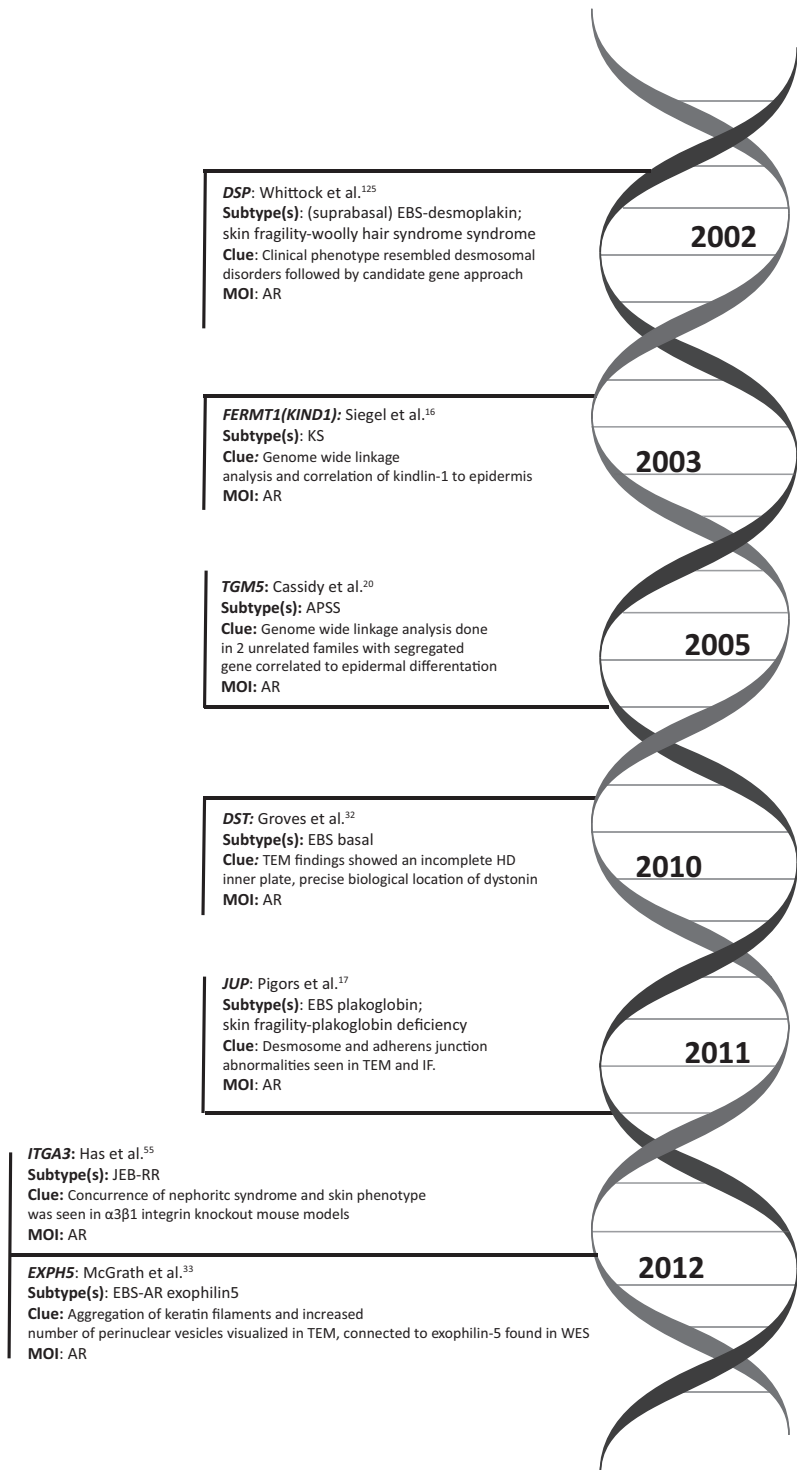 DSP: Whittock et al.125
Subtype(s): (suprabasal) EBS-desmoplakin;
skin fragility-woolly hair syndrome syndrome
Clue: Clinical phenotype resembled desmosomal
disorders followed by candidate gene approach
MOI: AR
2002
FERMT1(KIND1): Siegel et al.16
Subtype(s): KS
Clue: Genome wide linkage
analysis and correlation of kindlin-1 to epidermis
MOI: AR
2003
TGM5: Cassidy et al.20
Subtype(s): APSS
Clue: Genome wide linkage analysis done
in 2 unrelated familes with segregated
gene correlated to epidermal differentation
MOI: AR
2005
DST: Groves et al.32
Subtype(s): EBS basal
Clue: TEM findings showed an incomplete HD
inner plate, precise biological location of dystonin
MOI: AR
2010
JUP: Pigors et al.17
Subtype(s): EBS plakoglobin;
skin fragility-plakoglobin deficiency
Clue: Desmosome and adherens junction
abnormalities seen in TEM and IF.
MOI: AR
2011
ITGA3: Has et al.55
Subtype(s): JEB-RR
Clue: Concurrence of nephoritc syndrome and skin phenotype
was seen in α3β1 integrin knockout mouse models
MOI: AR
EXPH5: McGrath et al.33
Subtype(s): EBS-AR exophilin5
Clue: Aggregation of keratin filaments and increased
number of perinuclear vesicles visualized in TEM, connected to exophilin-5 found in WES
MOI: AR
2012